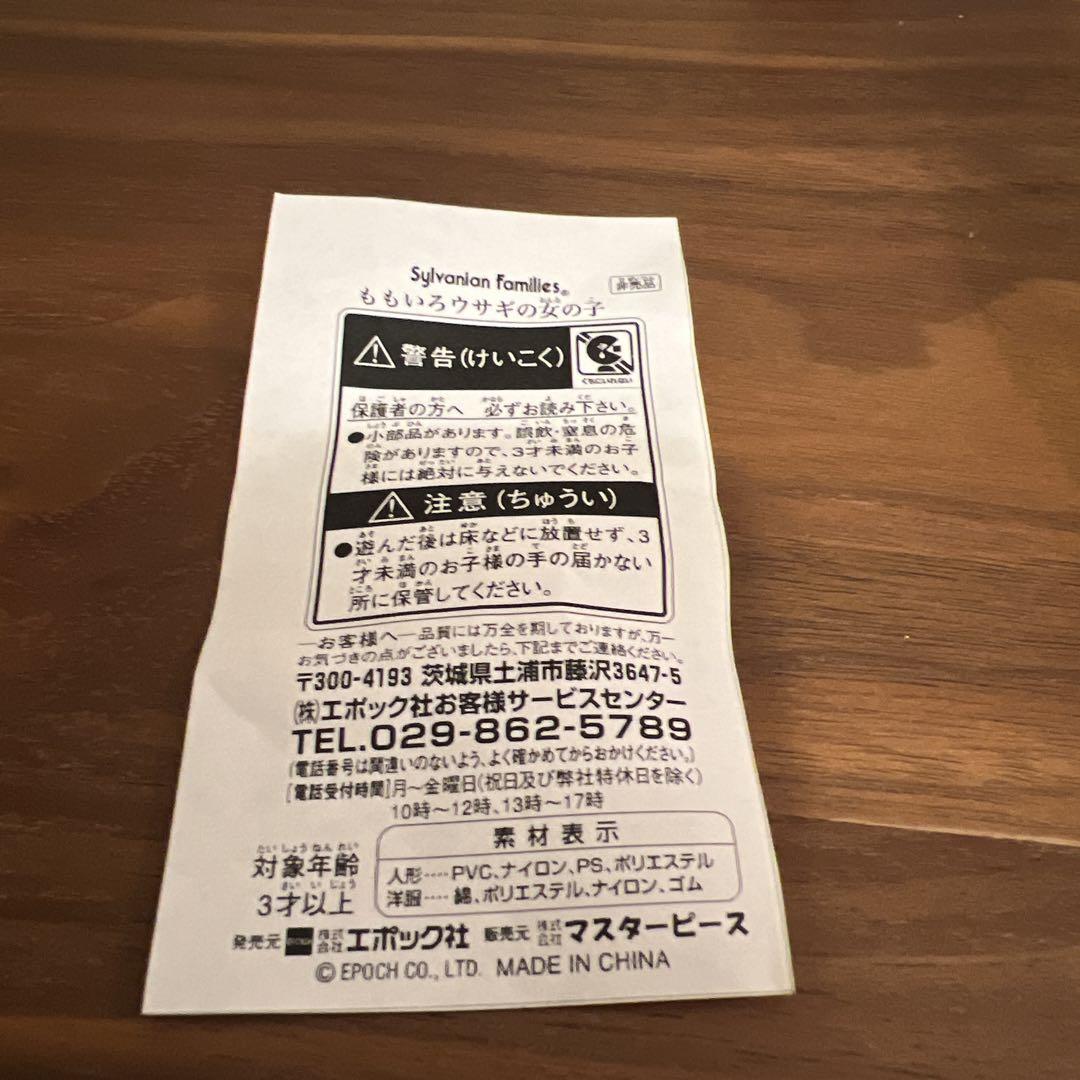 Sylvanian Families®
非売品
ももいろウサギの女の子
警告(けいこく)
くちにいれない
保護者の方へ 必ずお読み下さい。
●小部品があります。誤飲・窒息の危
険がありますので、3才未満のお子
様には絶対に与えないでください。
注意(ちゅうい)
●遊んだ後は床などに放置せず、3
才未満のお子様の手の届かない
所に保管してください。
―お客様へ―品質には万全を期しておりますが、万一
お気づきの点がございましたら、下記までご連絡ください。
〒300-4193 茨城県土浦市藤沢3647-5
(株)エポック社お客様サービスセンター
TEL.029-862-5789
(電話番号は間違いのないよう、よく確かめてからおかけください。)
[電話受付時間]月～金曜日(祝日及び弊社特休日を除く)
10時～12時、13時～17時
対象年齢
3才以上
素材表示
人形‥‥PVC、ナイロン、PS、ポリエステル
洋服‥‥綿、ポリエステル、ナイロン、ゴム
発売元 EPOCH 株式会社エポック社 販売元 株式会社マスターピース
©EPOCH CO., LTD. MADE IN CHINA